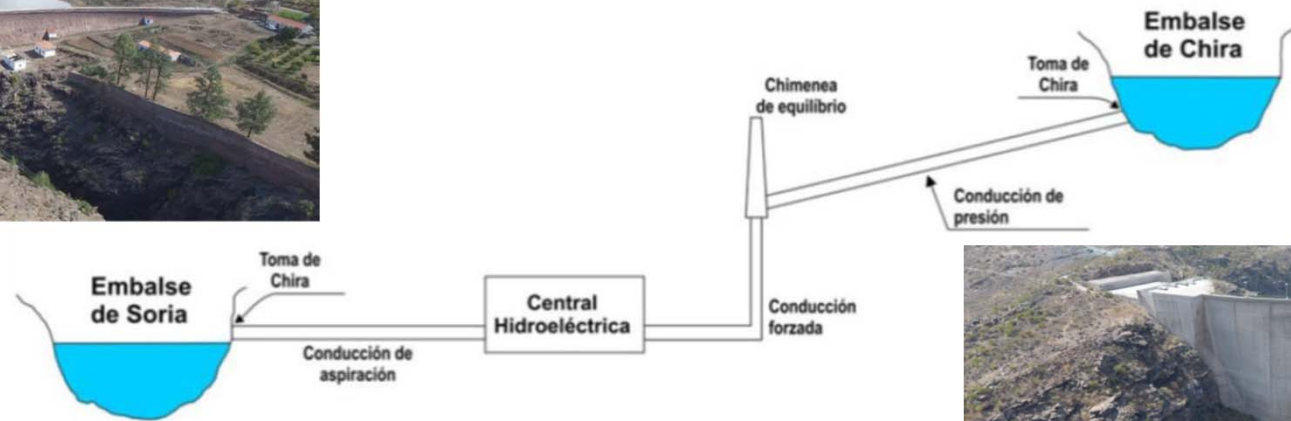 Embalse
de Chira
Toma de
Chira
Chimenea
de equilíbrio
Conducción de
presión
Toma de
Chira
Embalse
de Soria
Central
Hidroeléctrica
Conducción
forzada
Conducción de
aspiración